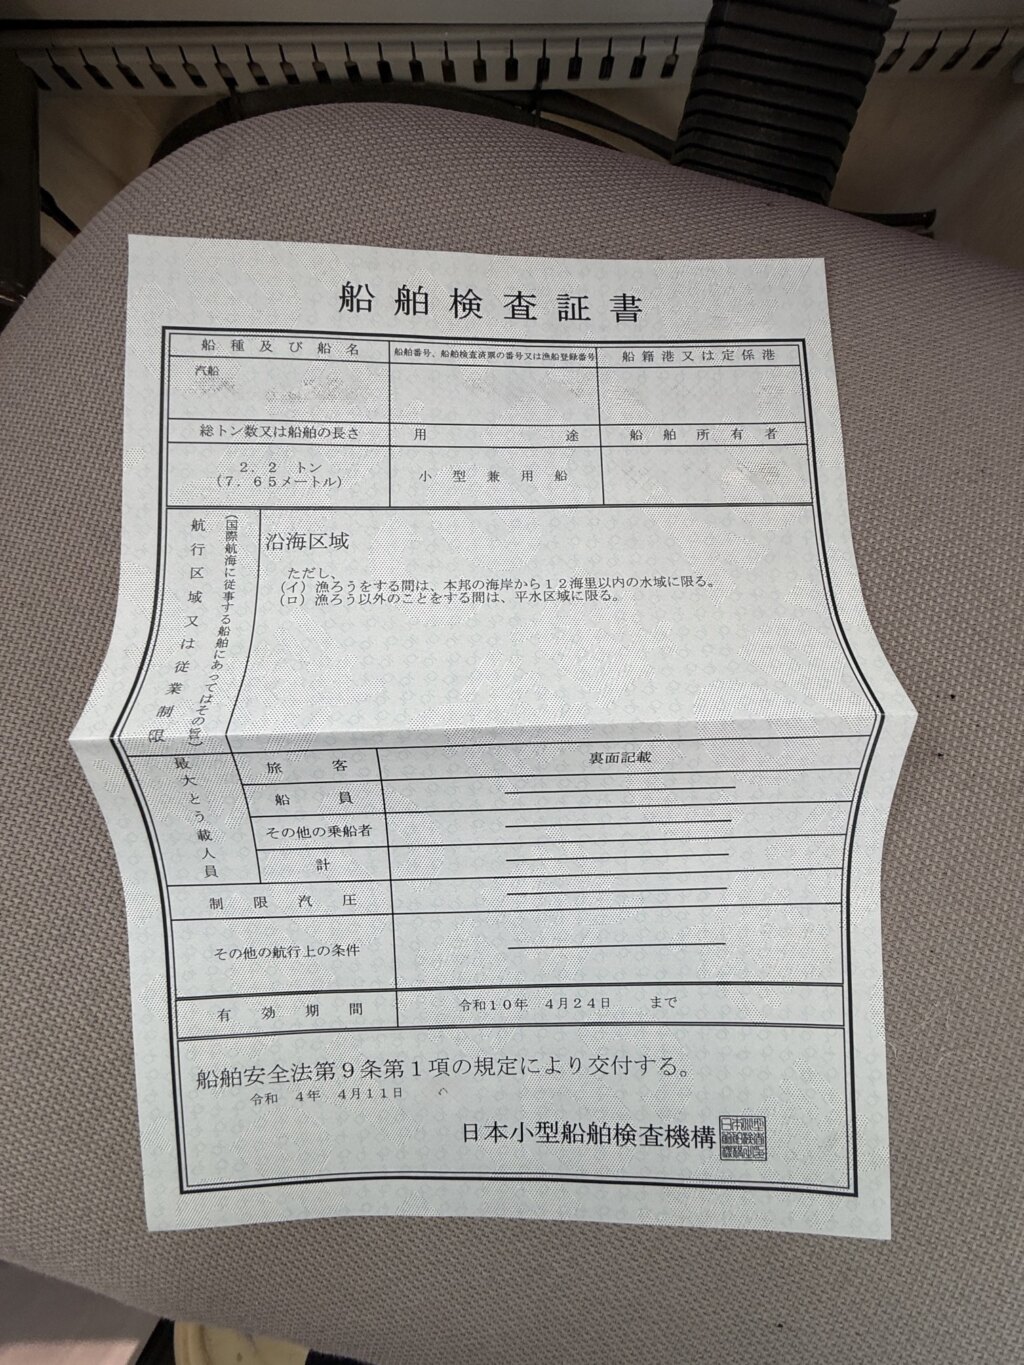 船舶検査証書
船種及び船名
船舶番号、船舶検査済票の番号又は漁船登録番号
船籍港又は定係港
汽船
総トン数又は船舶の長さ
用途
船舶所有者
2.2 トン
(7.65メートル)
小型兼用船
航行区域又は従業制限
(国際航海に従事する船舶にあってはその旨)
沿海区域
ただし、
(イ)漁ろうをする間は、本邦の海岸から12海里以内の水域に限る。
(ロ)漁ろう以外のことをする間は、平水区域に限る。
最大とう載人員
旅客
裏面記載
船員
その他の乗船者
計
制限汽圧
その他の航行上の条件
有効期間
令和10年 4月24日 まで
船舶安全法第9条第1項の規定により交付する。
令和 4年 4月11日
日本小型船舶検査機構